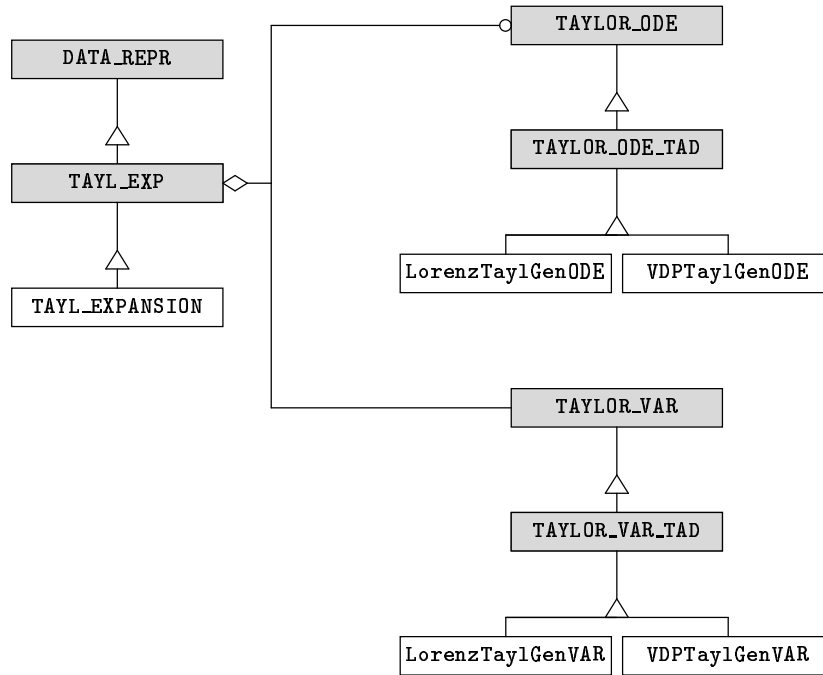 TAYLOR_ODE
DATA_REPR
TAYLOR_ODE_TAD
TAYL_EXP
LorenzTaylGenODE VDPTaylGenODE
TAYL_EXPANSION
TAYLOR_VAR
TAYLOR_VAR_TAD
LorenzTaylGenVAR VDPTaylGenVAR